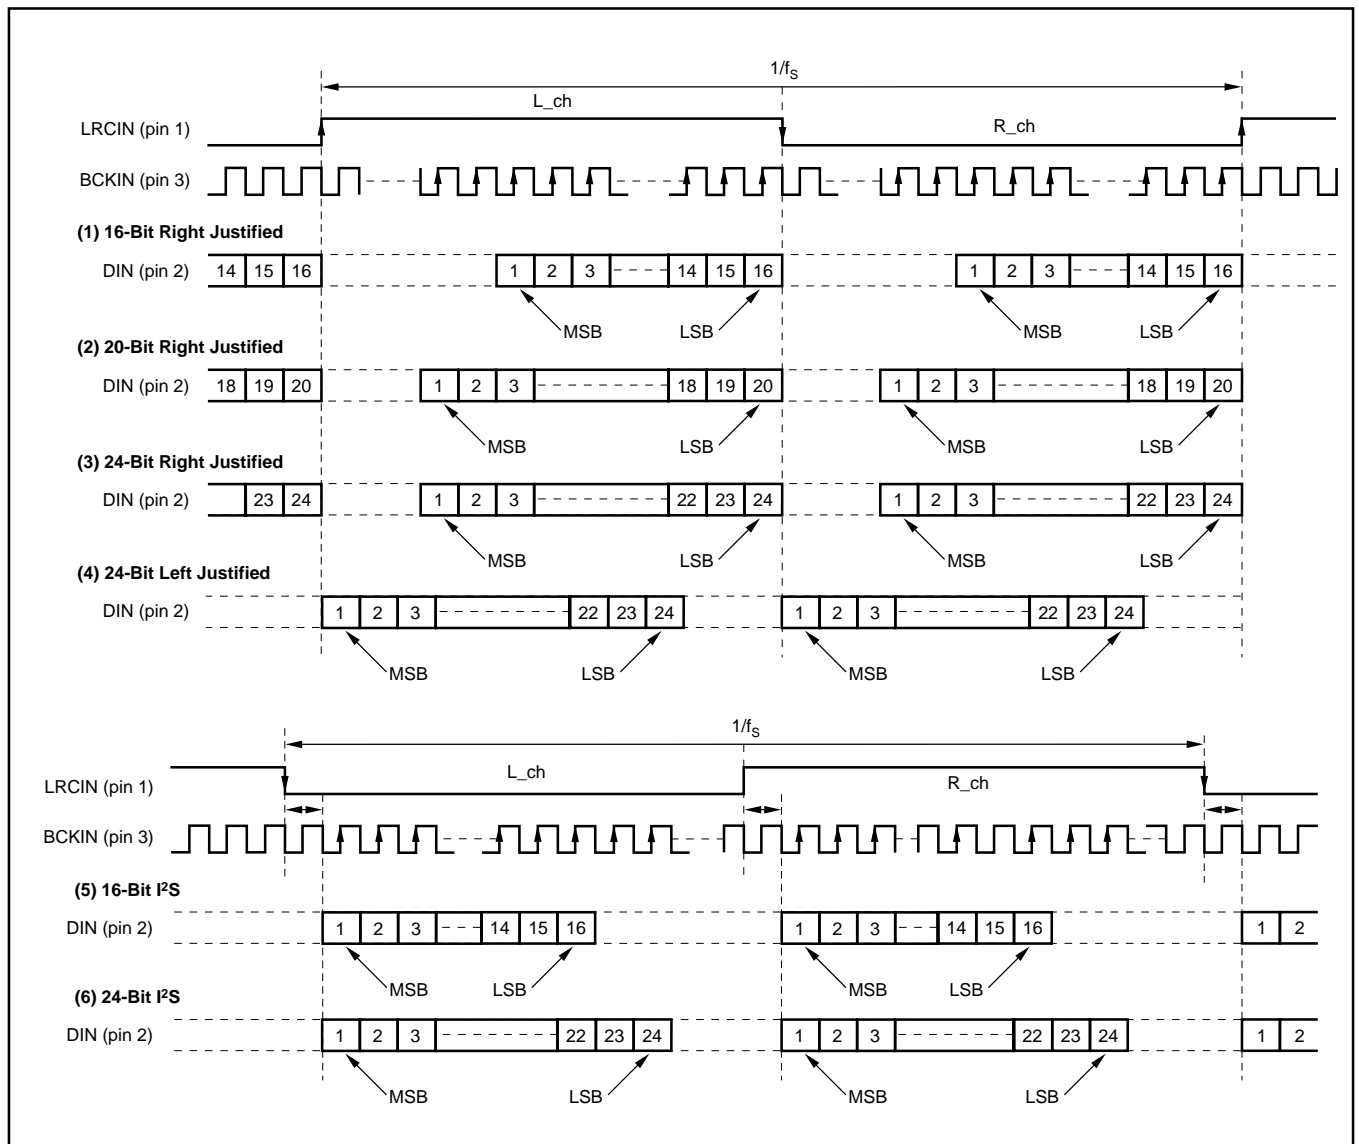 1/fS
L_ch
LRCIN (pin 1)
R_ch
BCKIN (pin 3)
(1) 16-Bit Right Justified
DIN (pin 2) 14 15 16 1 2 3 14 15 16 1 2 3 14 15 16
MSB LSB MSB LSB
(2) 20-Bit Right Justified
DIN (pin 2) 18 19 20 1 2 3 18 19 20 1 2 3 18 19 20
MSB LSB MSB LSB
(3) 24-Bit Right Justified
DIN (pin 2) 23 24 1 2 3 22 23 24 1 2 3 22 23 24
MSB LSB MSB LSB
(4) 24-Bit Left Justified
DIN (pin 2) 1 2 3 22 23 24 1 2 3 22 23 24
MSB LSB MSB LSB
1/fS
L_ch
LRCIN (pin 1)
R_ch
BCKIN (pin 3)
(5) 16-Bit I²S
DIN (pin 2) 1 2 3 14 15 16 1 2 3 14 15 16 1 2
MSB LSB MSB LSB
(6) 24-Bit I²S
DIN (pin 2) 1 2 3 22 23 24 1 2 3 22 23 24 1 2
MSB LSB MSB LSB